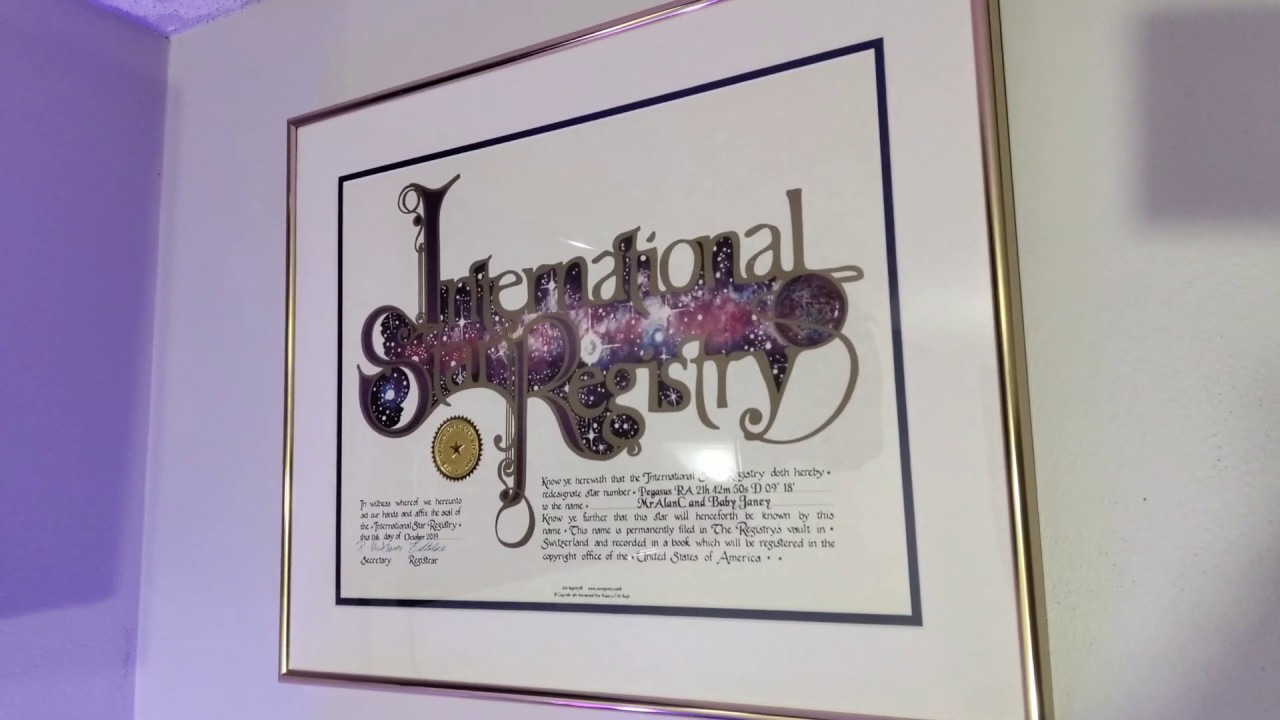 International
Star Registry
Know ye herewith that the International Star Registry doth hereby •
redesignate star number • Pegasus RA 21h 42m 50s D 09° 18'
to the name • MrAlanC and Baby Janey
Know ye further that this star will henceforth be known by this
name • This name is permanently filed in The Registry's vault in •
Switzerland and recorded in a book which will be registered in the
copyright office of the • United States of America • •
In witness whereof we hereunto
set our hands and affix the seal of
the • International Star Registry •
this 11th day of October 2019
Secretary Registrar